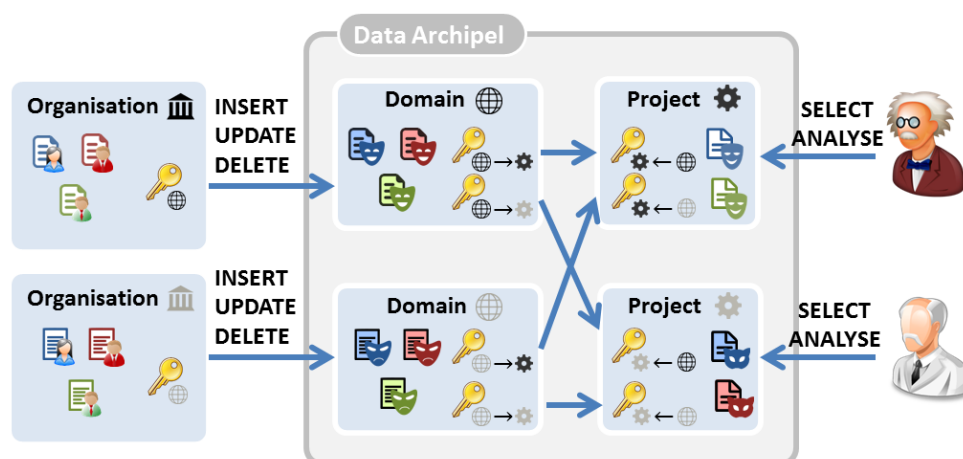 Data Archipel
Organisation
INSERT
UPDATE
DELETE
Domain
Project
SELECT
ANALYSE
Organisation
INSERT
UPDATE
DELETE
Domain
Project
SELECT
ANALYSE